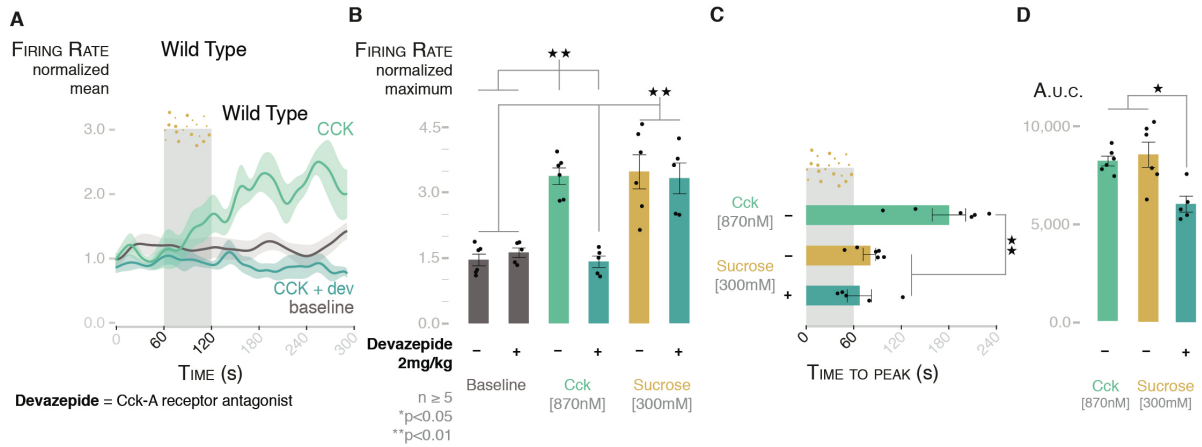 A
FIRING RATE
normalized
mean
Wild Type
Wild Type
CCK
3.0
2.0
1.0
0.0
CCK + dev
baseline
0
60
120
180
240
300
TIME (s)
Devazepide = Cck-A receptor antagonist
B
FIRING RATE
normalized
maximum
★★
★★
4.5
3.0
1.5
0.0
Devazepide
2mg/kg
− + − + − +
Baseline
Cck
[870nM]
Sucrose
[300mM]
n ≥ 5
*p<0.05
**p<0.01
C
Cck
[870nM]
−
Sucrose
[300mM]
−
+
★★
0
60
120
180
240
TIME TO PEAK (s)
D
A.U.C.
★
10,000
5,000
0.0
− − +
Cck
[870nM]
Sucrose
[300mM]